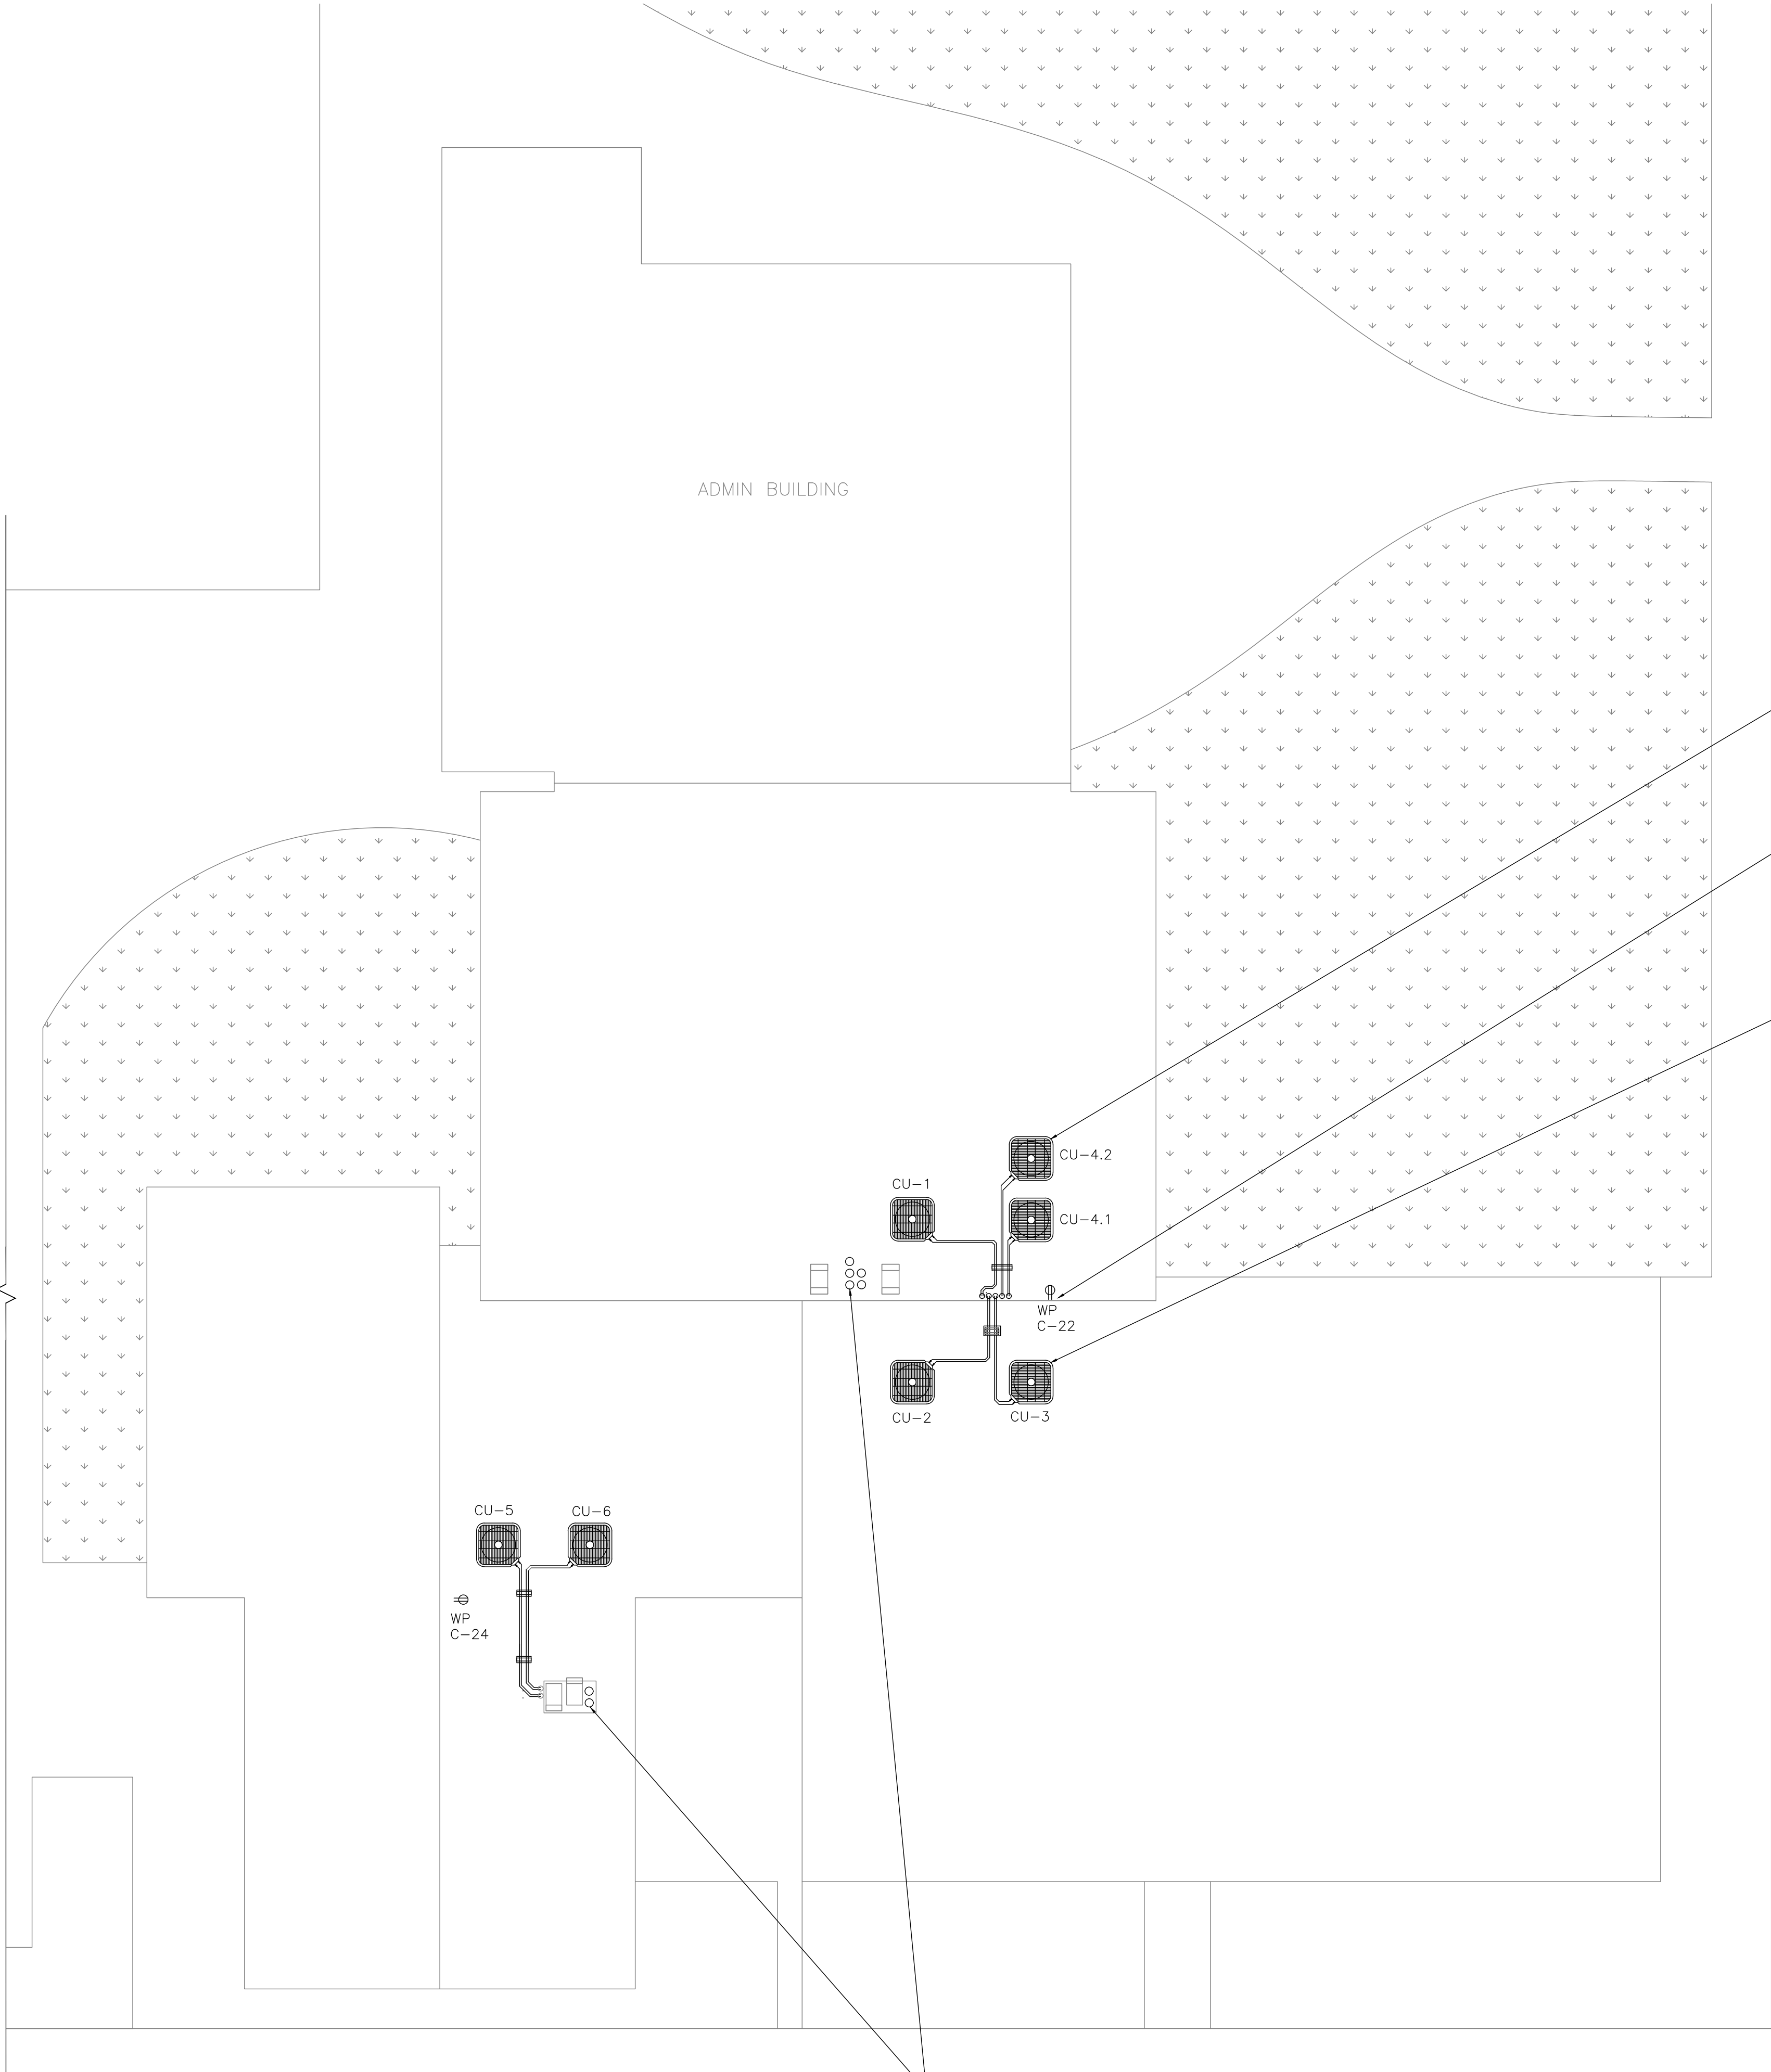 ADMIN BUILDING
CU-4.2
CU-1
CU-4.1
WP
C-22
CU-2
CU-3
CU-5
CU-6
WP
C-24